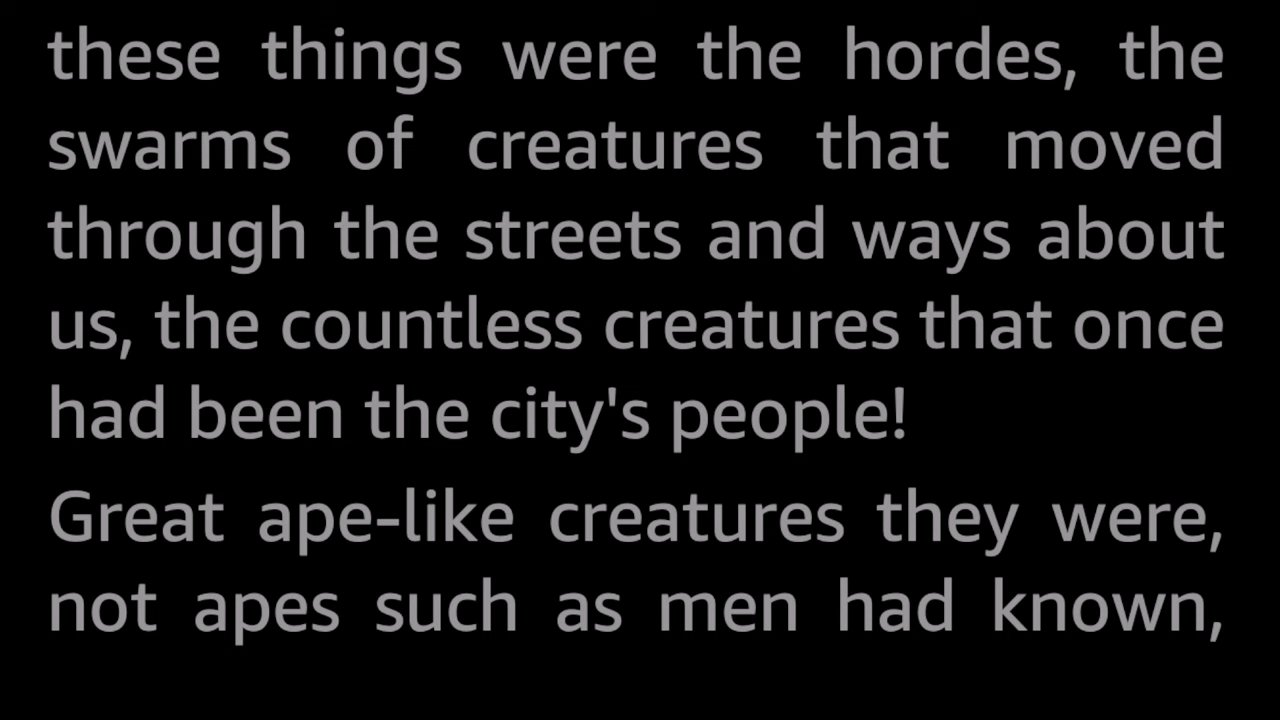 these things were the hordes, the
swarms of creatures that moved
through the streets and ways about
us, the countless creatures that once
had been the city's people!
Great ape-like creatures they were,
not apes such as men had known,